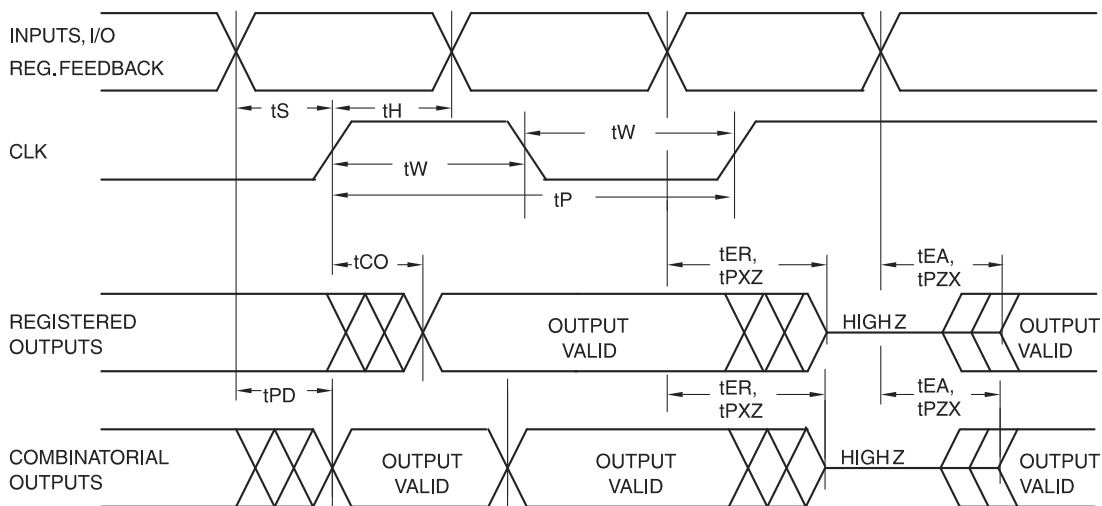 INPUTS, I/O
REG. FEEDBACK
tS
tH
tW
CLK
tW
tP
tCO
tER,
tPXZ
tEA,
tPZX
REGISTERED
OUTPUTS
OUTPUT
VALID
HIGH Z
OUTPUT
VALID
tPD
tER,
tPXZ
tEA,
tPZX
COMBINATORIAL
OUTPUTS
OUTPUT
VALID
OUTPUT
VALID
HIGH Z
OUTPUT
VALID